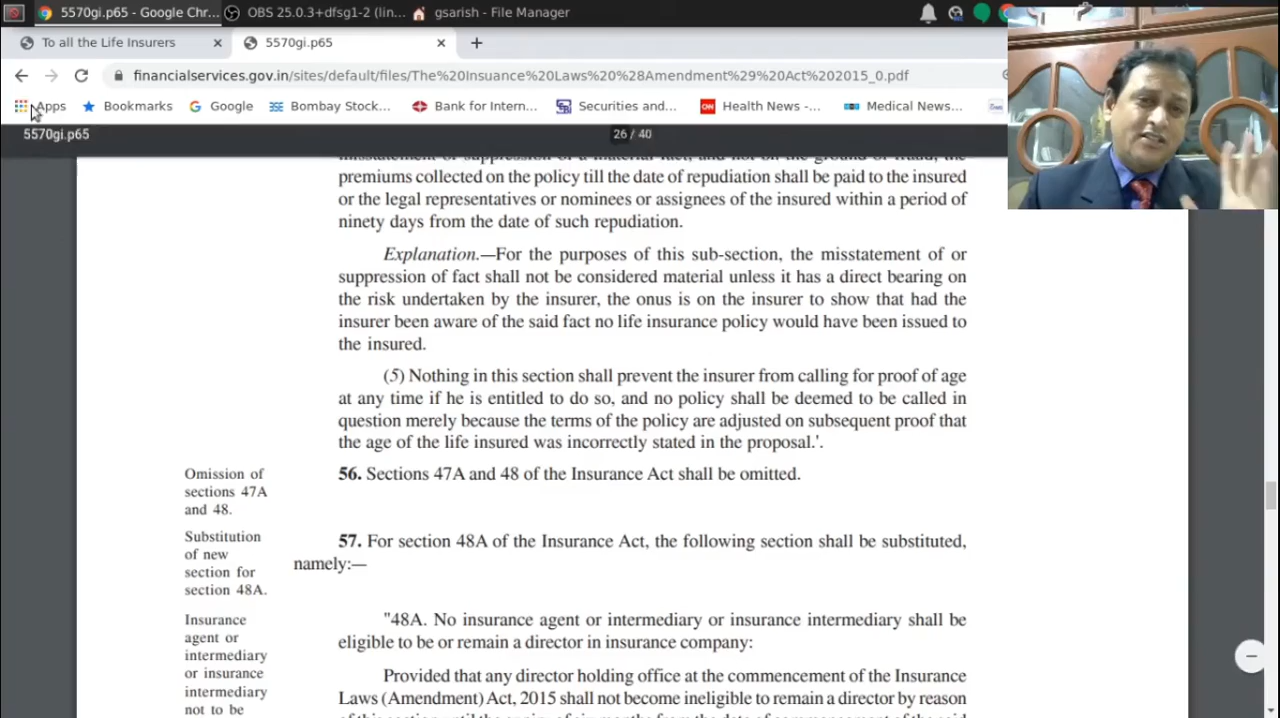 5570gi.p65 - Google Chr...
OBS 25.0.3+dfsg1-2 (lin...
gsarish - File Manager
To all the Life Insurers
5570gi.p65
financialservices.gov.in/sites/default/files/The%20Insuance%20Laws%20%28Amendment%29%20Act%202015_0.pdf
Apps
Bookmarks
Google
Bombay Stock...
Bank for Intern...
Securities and...
Health News -...
Medical News...
5570gi.p65
26 / 40
misstatement or suppression of a material fact, and not on the ground of fraud, the
premiums collected on the policy till the date of repudiation shall be paid to the insured
or the legal representatives or nominees or assignees of the insured within a period of
ninety days from the date of such repudiation.
Explanation.—For the purposes of this sub-section, the misstatement of or
suppression of fact shall not be considered material unless it has a direct bearing on
the risk undertaken by the insurer, the onus is on the insurer to show that had the
insurer been aware of the said fact no life insurance policy would have been issued to
the insured.
(5) Nothing in this section shall prevent the insurer from calling for proof of age
at any time if he is entitled to do so, and no policy shall be deemed to be called in
question merely because the terms of the policy are adjusted on subsequent proof that
the age of the life insured was incorrectly stated in the proposal.'.
Omission of
sections 47A
and 48.
56. Sections 47A and 48 of the Insurance Act shall be omitted.
Substitution
of new
section for
section 48A.
57. For section 48A of the Insurance Act, the following section shall be substituted,
namely:—
Insurance
agent or
intermediary
or insurance
intermediary
not to be
"48A. No insurance agent or intermediary or insurance intermediary shall be
eligible to be or remain a director in insurance company:
Provided that any director holding office at the commencement of the Insurance
Laws (Amendment) Act, 2015 shall not become ineligible to remain a director by reason